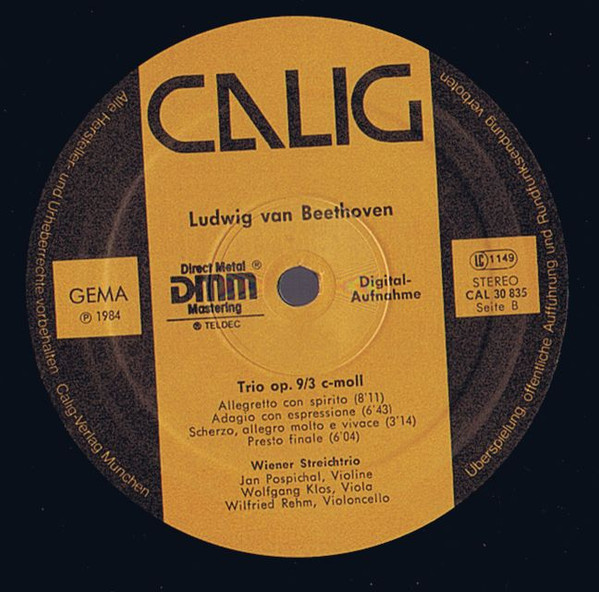 CALIG
Ludwig van Beethoven
Direct Metal ®
DMM
Mastering
℗ TELDEC
Digital-
Aufnahme
GEMA
℗ 1984
LC 1149
STEREO
CAL 30 835
Seite B
Trio op. 9/3 c-moll
Allegretto con spirito (8'11)
Adagio con espressione (6'43)
Scherzo, allegro molto e vivace (3'14)
Presto finale (6'04)
Wiener Streichtrio
Jan Pospichal, Violine
Wolfgang Klos, Viola
Wilfried Rehm, Violoncello
Alle Hersteller- und Urheberrechte vorbehalten Calig-Verlag München
Überspielung, öffentliche Aufführung und Rundfunksendung verboten